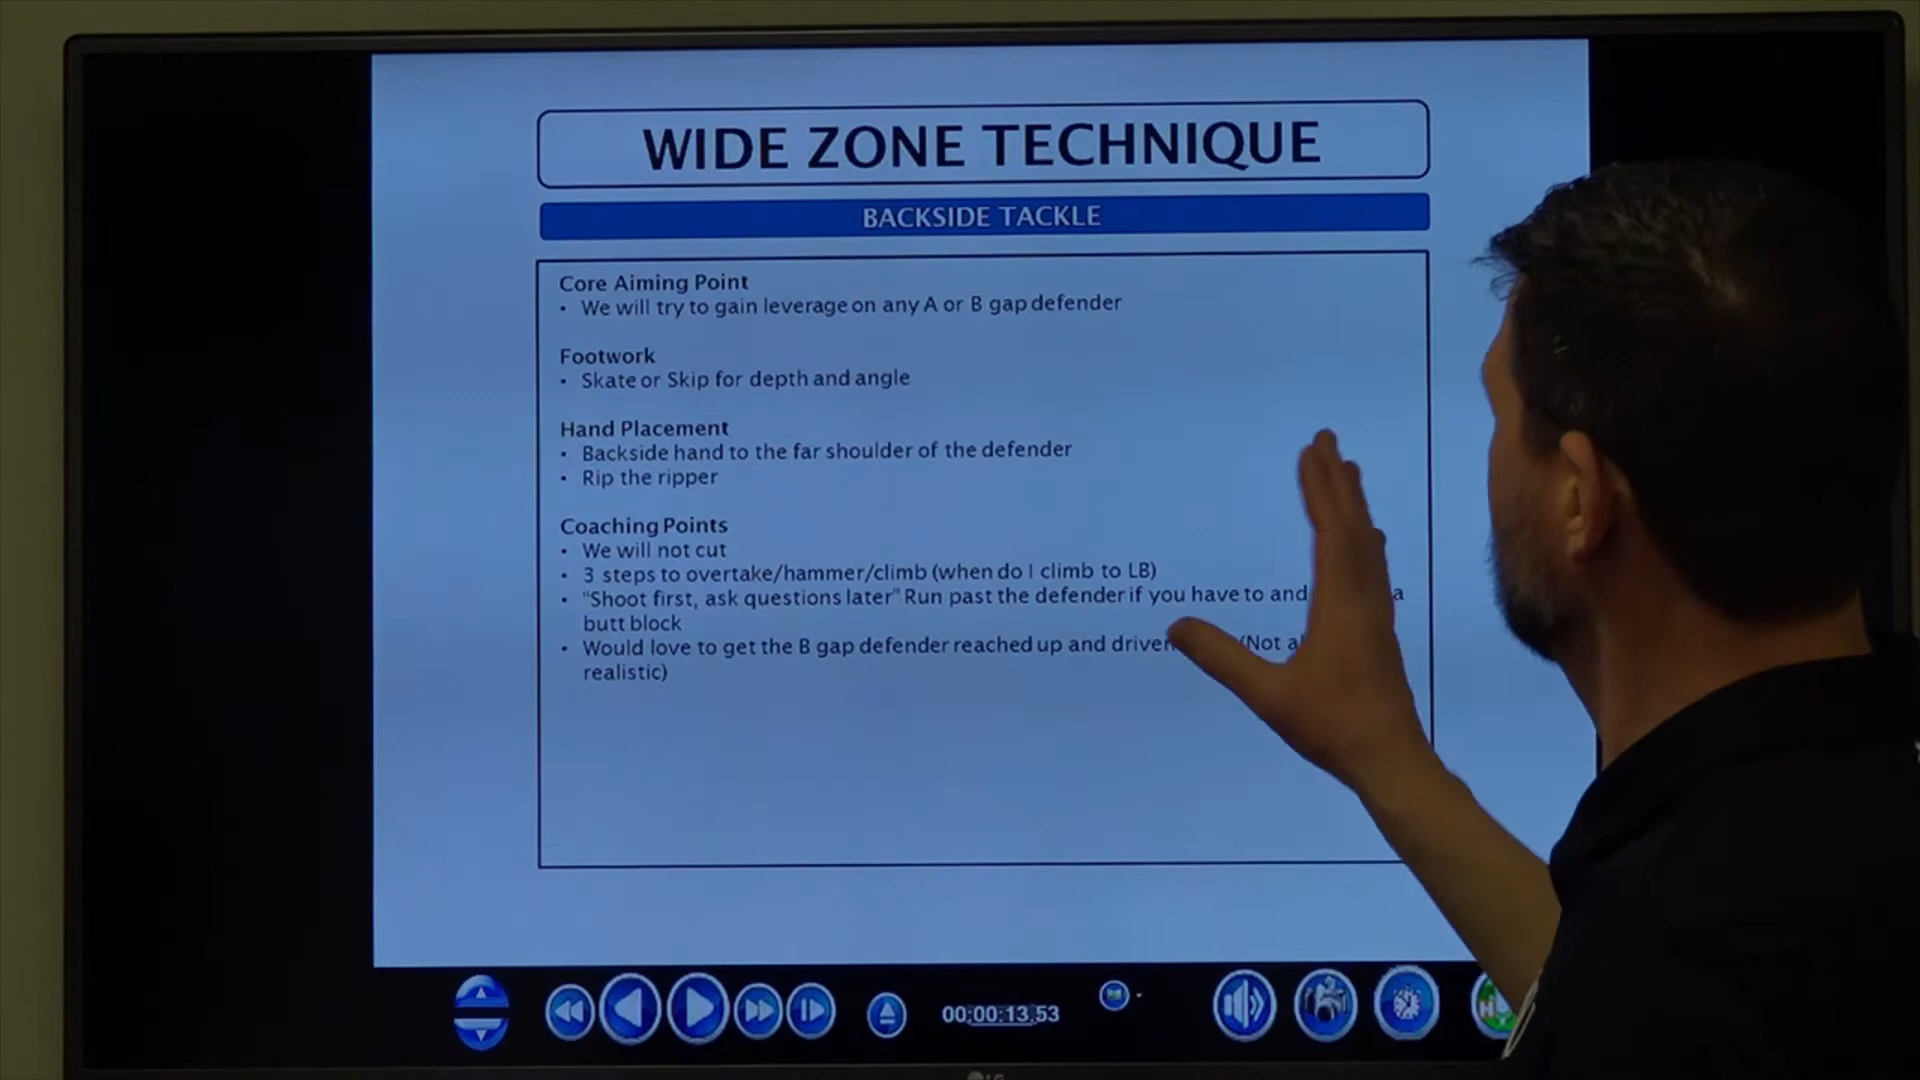 WIDE ZONE TECHNIQUE
BACKSIDE TACKLE
Core Aiming Point
• We will try to gain leverage on any A or B gap defender
Footwork
• Skate or Skip for depth and angle
Hand Placement
• Backside hand to the far shoulder of the defender
• Rip the ripper
Coaching Points
• We will not cut
• 3 steps to overtake/hammer/climb (when do I climb to LB)
• "Shoot first, ask questions later" Run past the defender if you have to and a
butt block
• Would love to get the B gap defender reached up and driven (Not
realistic)
00:00:13.53
LG